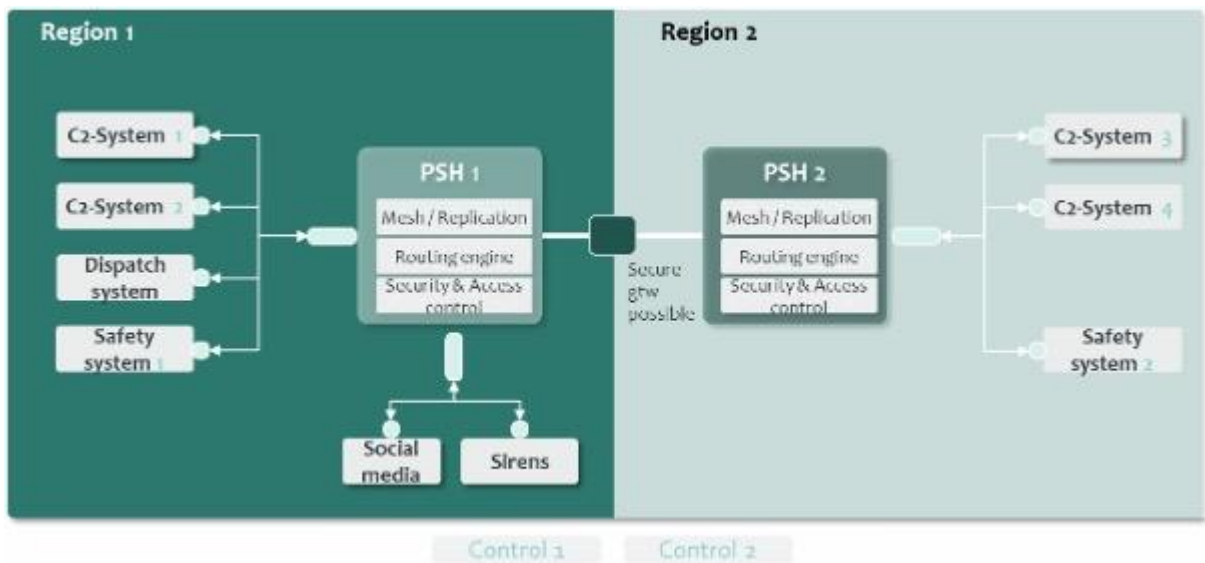 Region 1
Region 2
C2-System 1
C2-System 2
Dispatch
system
Safety
system 1
PSH 1
Mesh / Replication
Routing engine
Security & Access
control
Social
media
Sirens
Secure
gtw
possible
PSH 2
Mesh / Replication
Routing engine
Security & Access
control
C2-System 3
C2-System 4
Safety
system 2
Control 1
Control 2